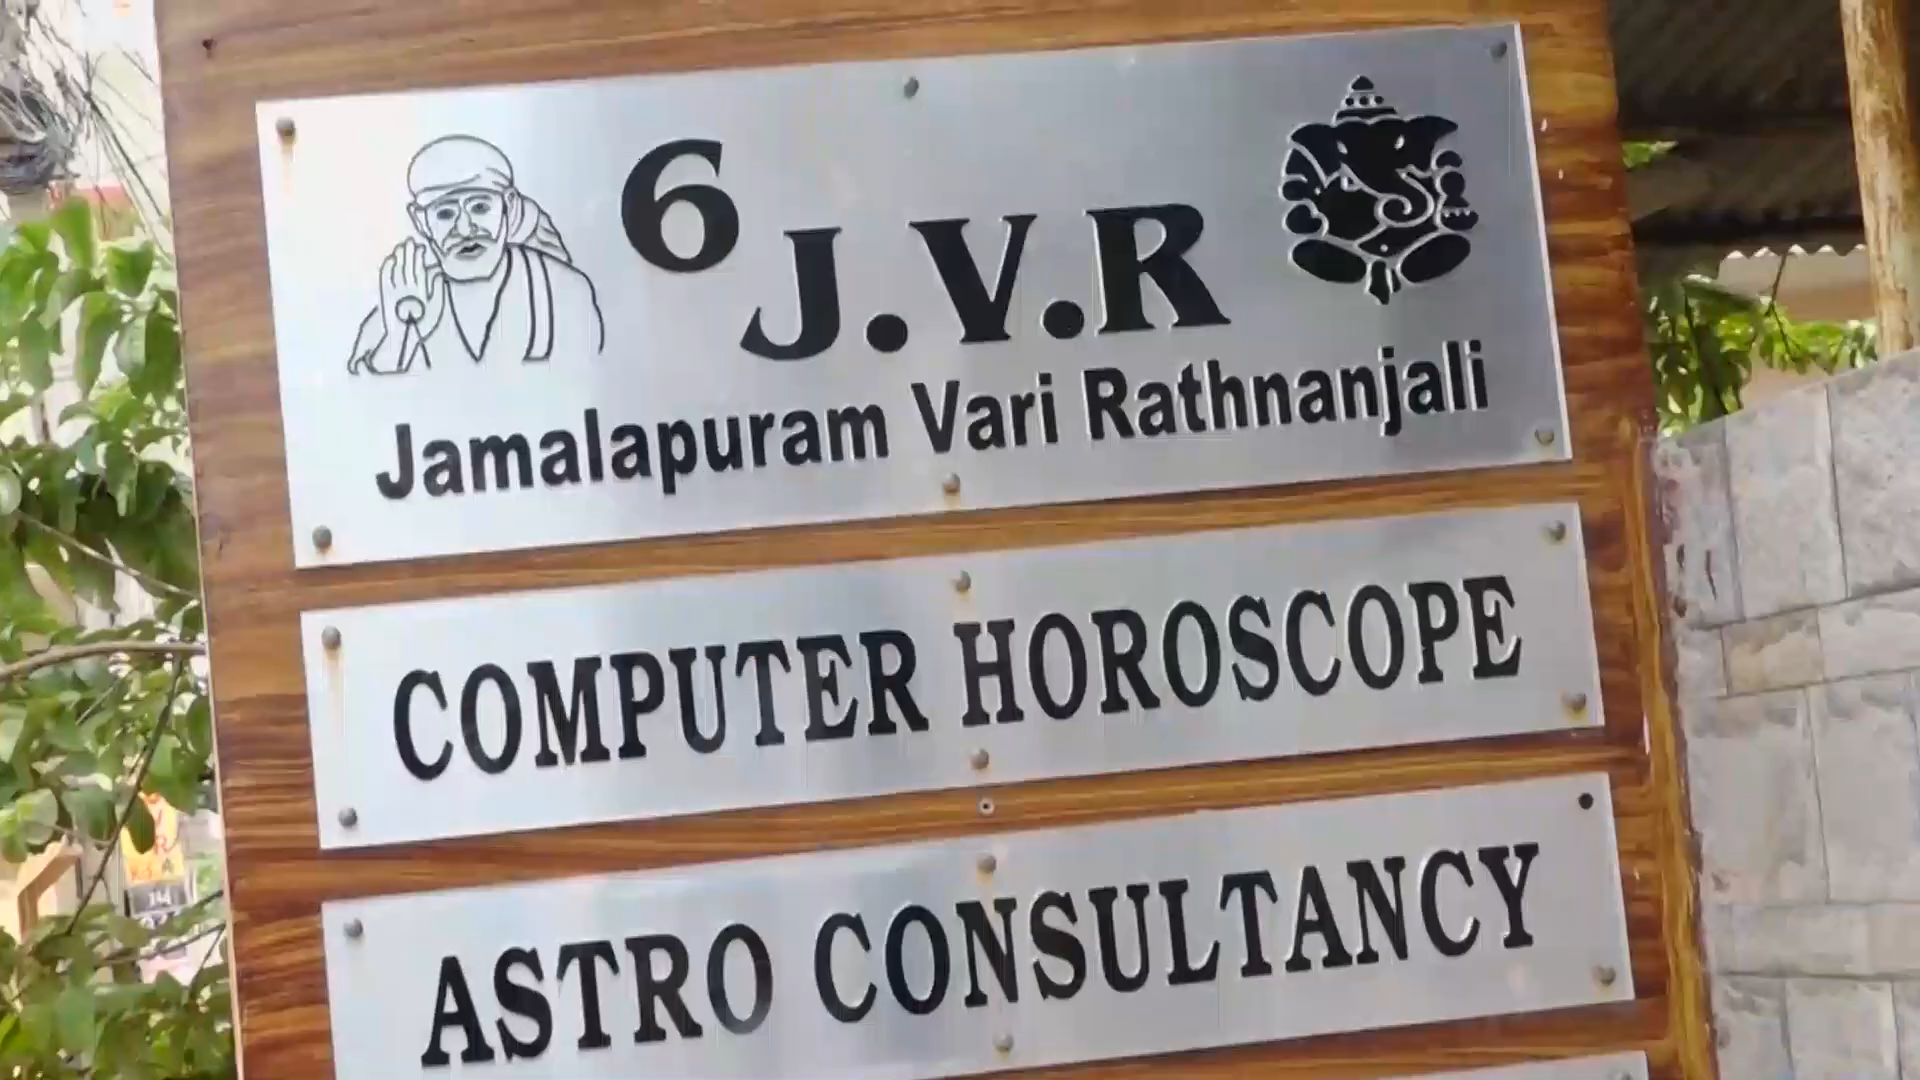 6 J.V.R
Jamalapuram Vari Rathnanjali
COMPUTER HOROSCOPE
ASTRO CONSULTANCY